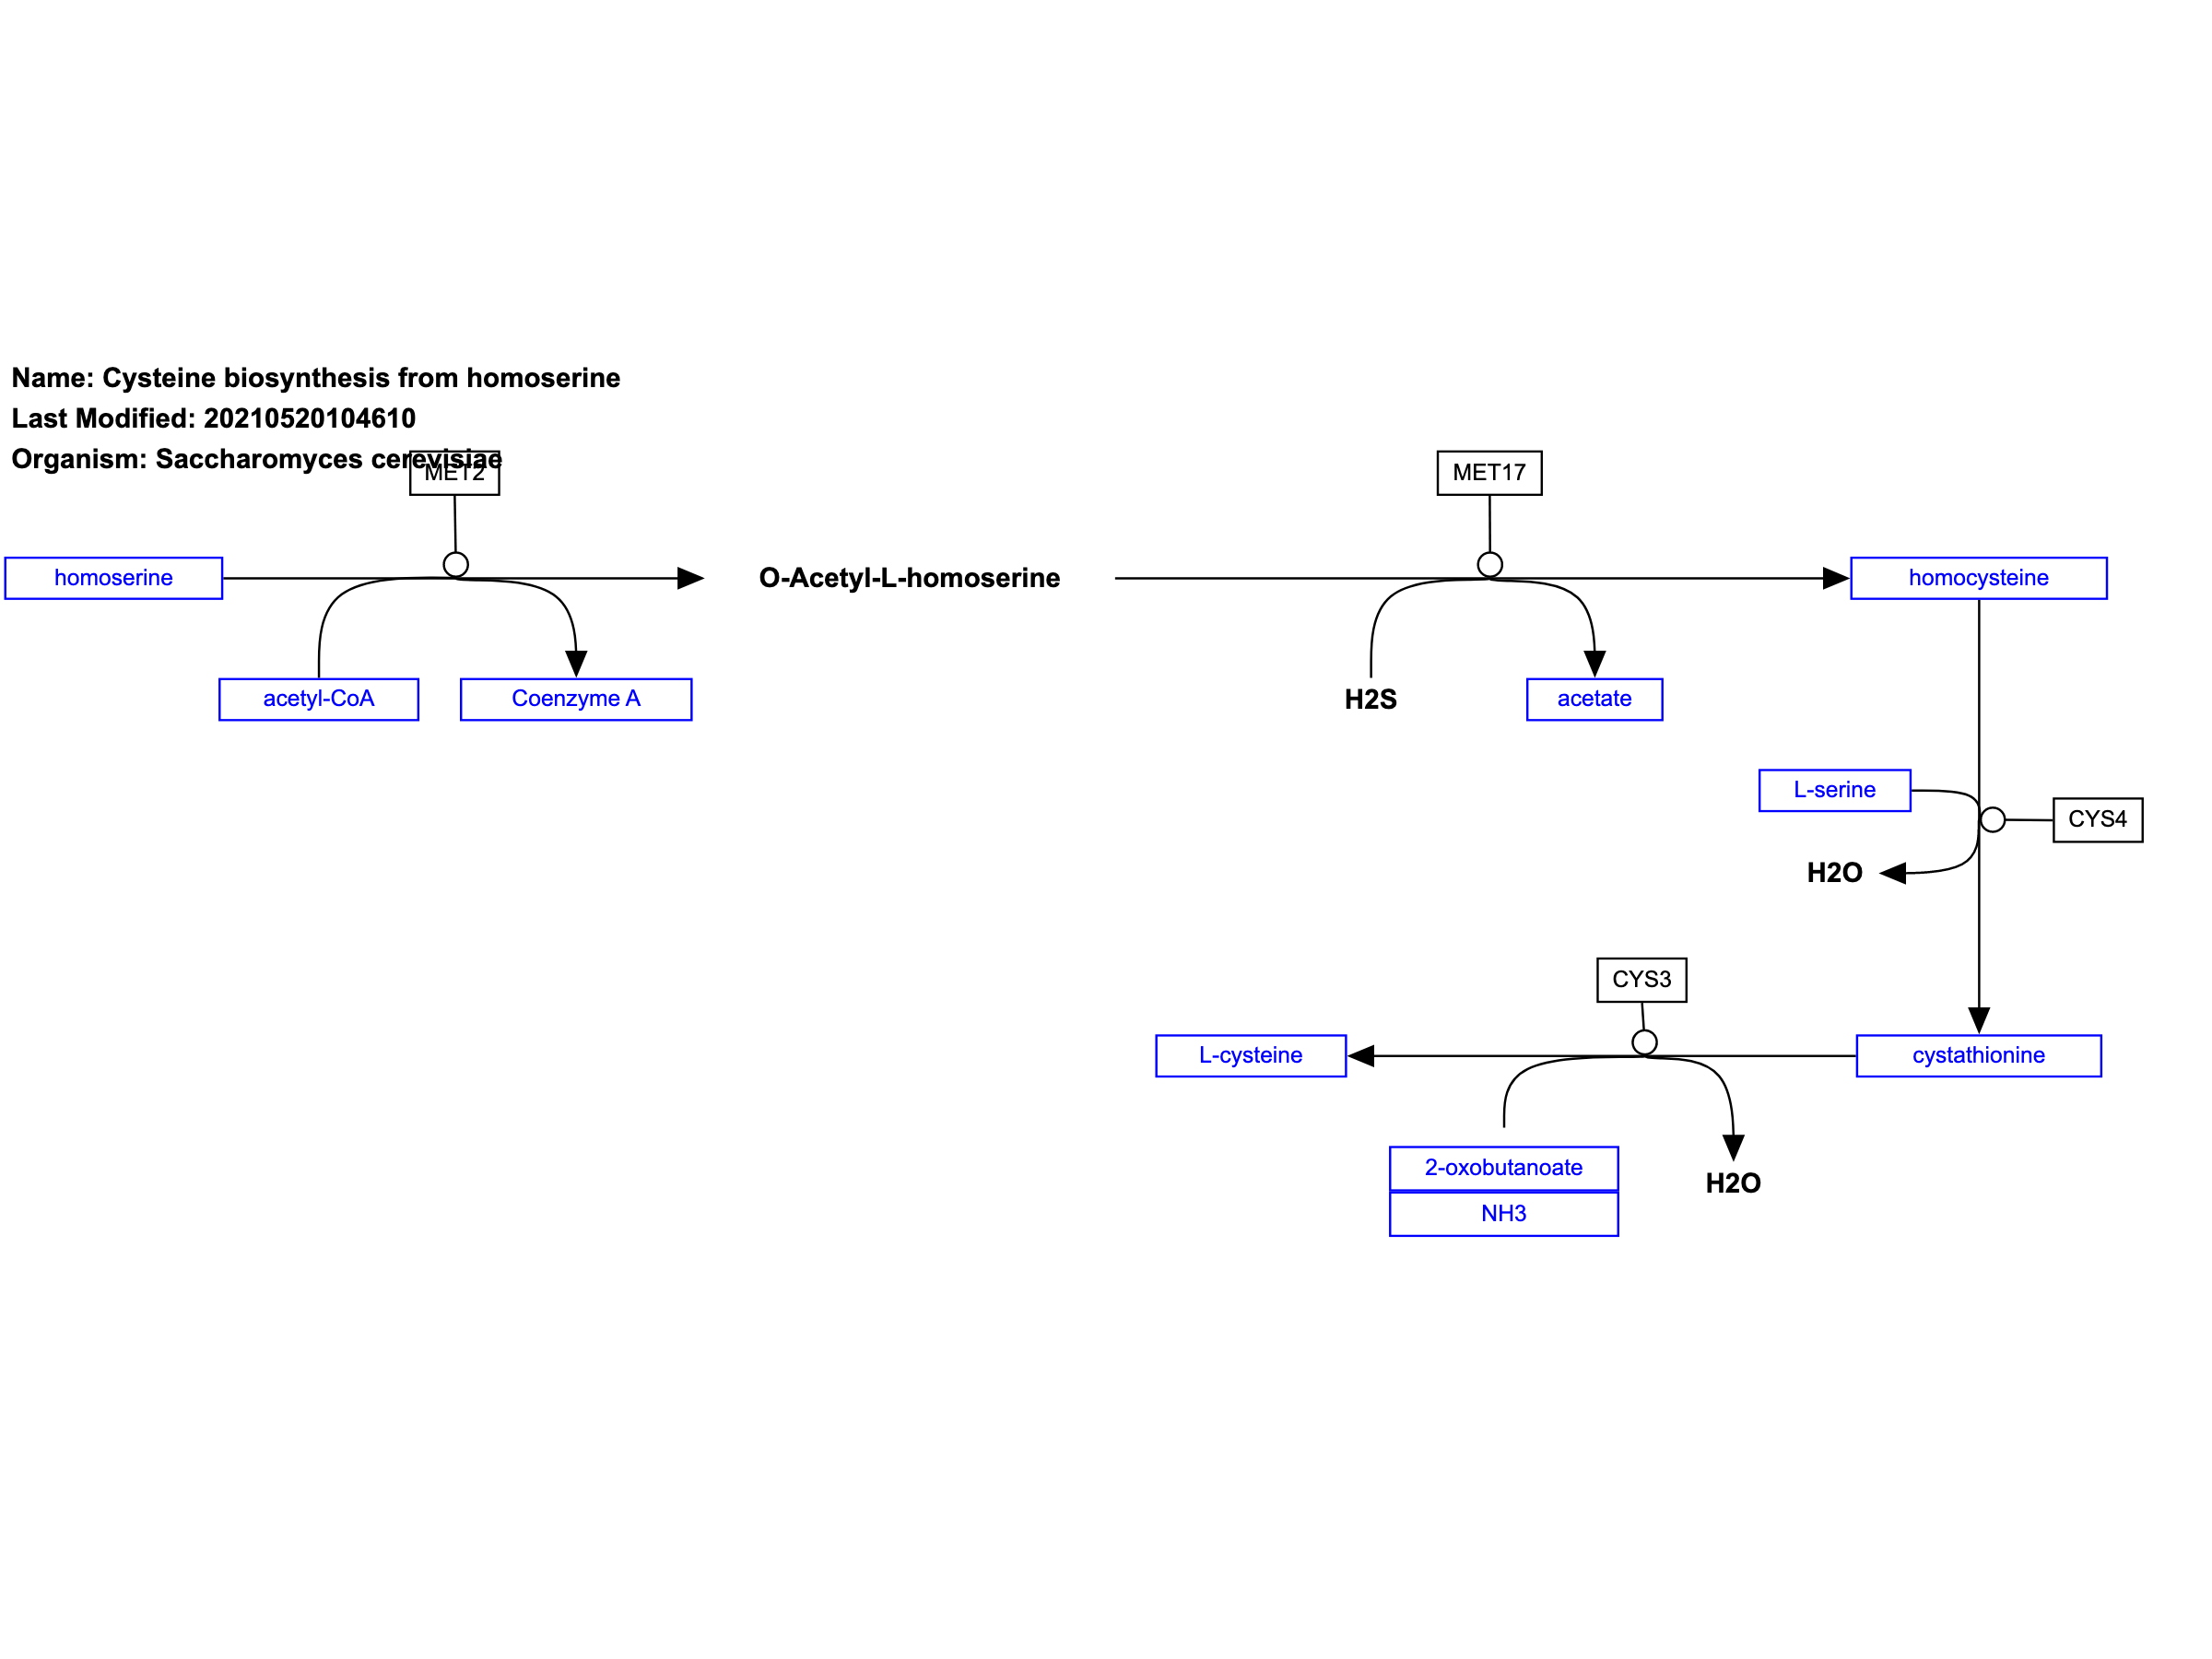 Name: Cysteine biosynthesis from homoserine
Last Modified: 20210520104610
Organism: Saccharomyces cerevisiae
MET2
MET17
homoserine
O-Acetyl-L-homoserine
homocysteine
acetyl-CoA
Coenzyme A
H2S
acetate
L-serine
CYS4
H2O
CYS3
L-cysteine
cystathionine
2-oxobutanoate
H2O
NH3